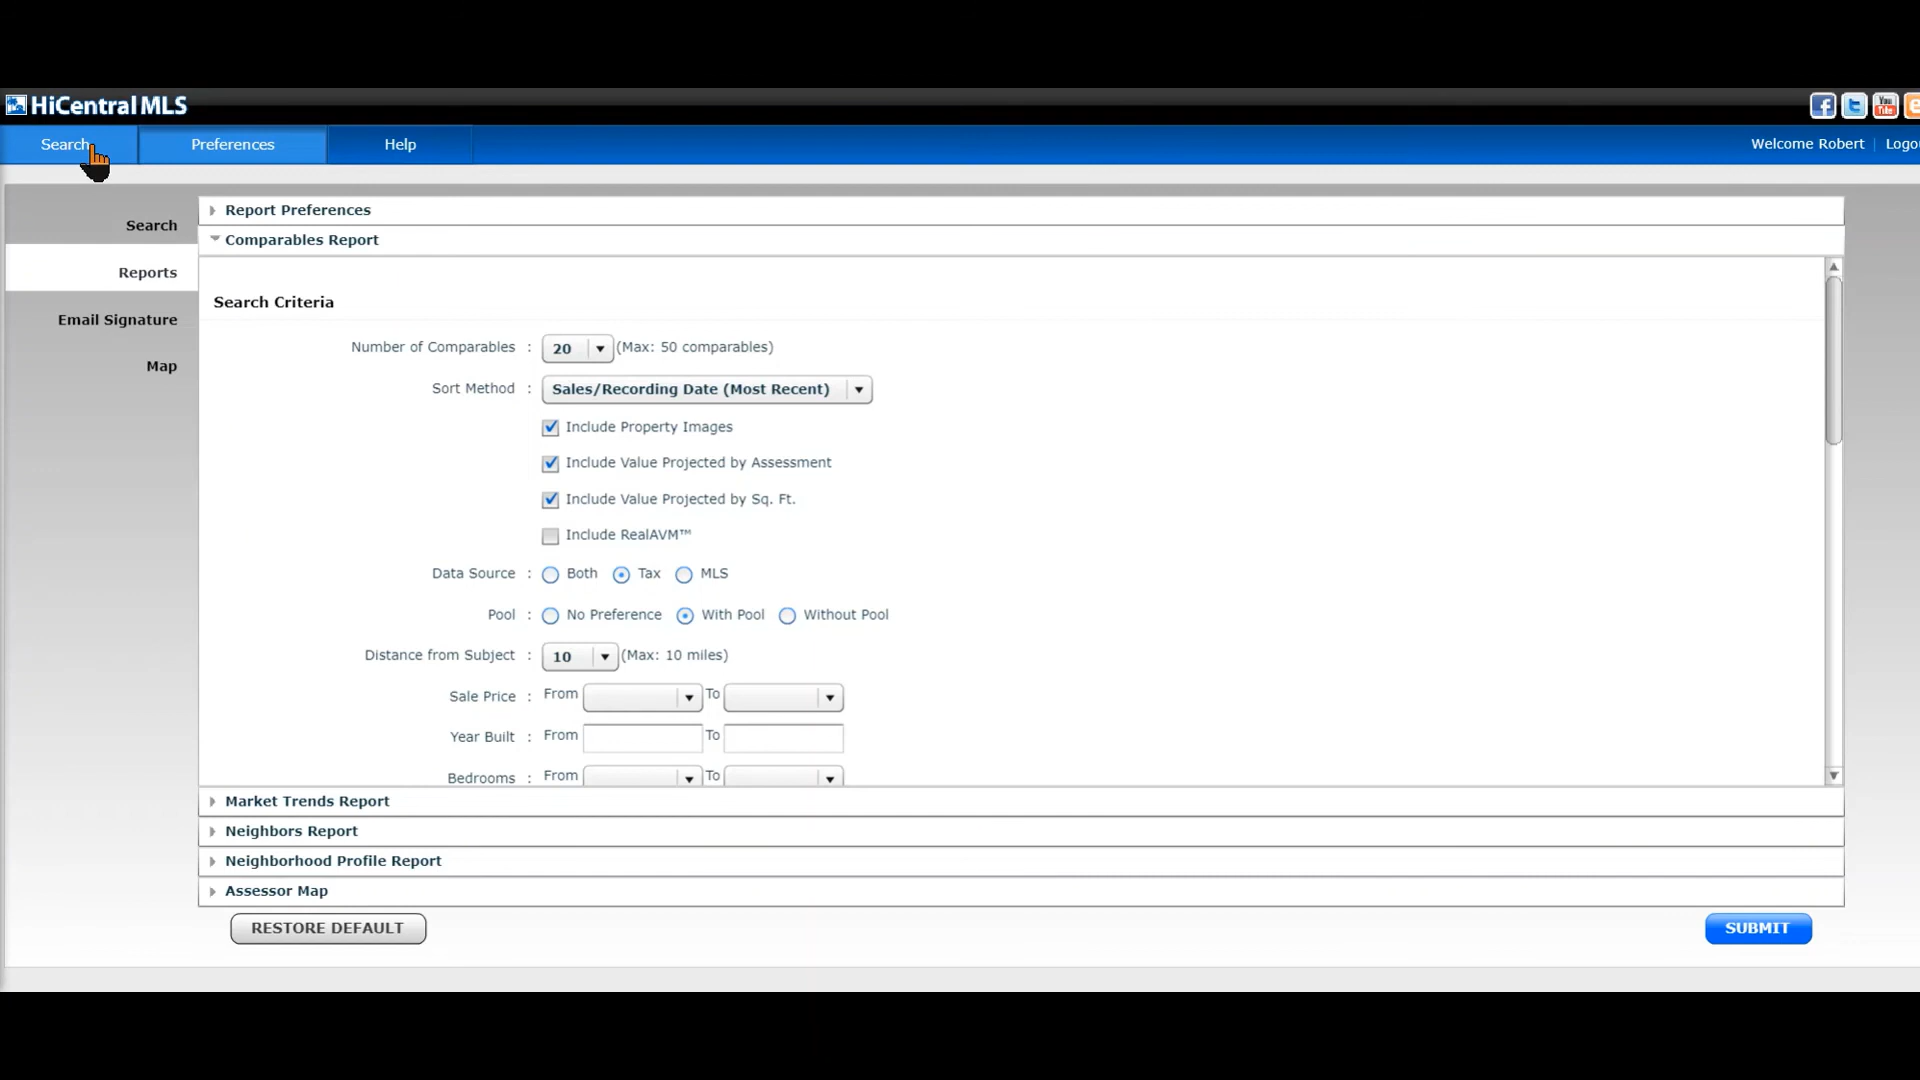 HiCentral MLS
Search Preferences Help Welcome Robert
Search
Reports
Email Signature
Map
Report Preferences
Comparables Report
Search Criteria
Number of Comparables : 20 (Max: 50 comparables)
Sort Method : Sales/Recording Date (Most Recent)
Include Property Images
Include Value Projected by Assessment
Include Value Projected by Sq. Ft.
Include RealAVM™
Data Source : Both Tax MLS
Pool : No Preference With Pool Without Pool
Distance from Subject : 10 (Max: 10 miles)
Sale Price : From To
Year Built : From To
Bedrooms : From To
Market Trends Report
Neighbors Report
Neighborhood Profile Report
Assessor Map
RESTORE DEFAULT SUBMIT